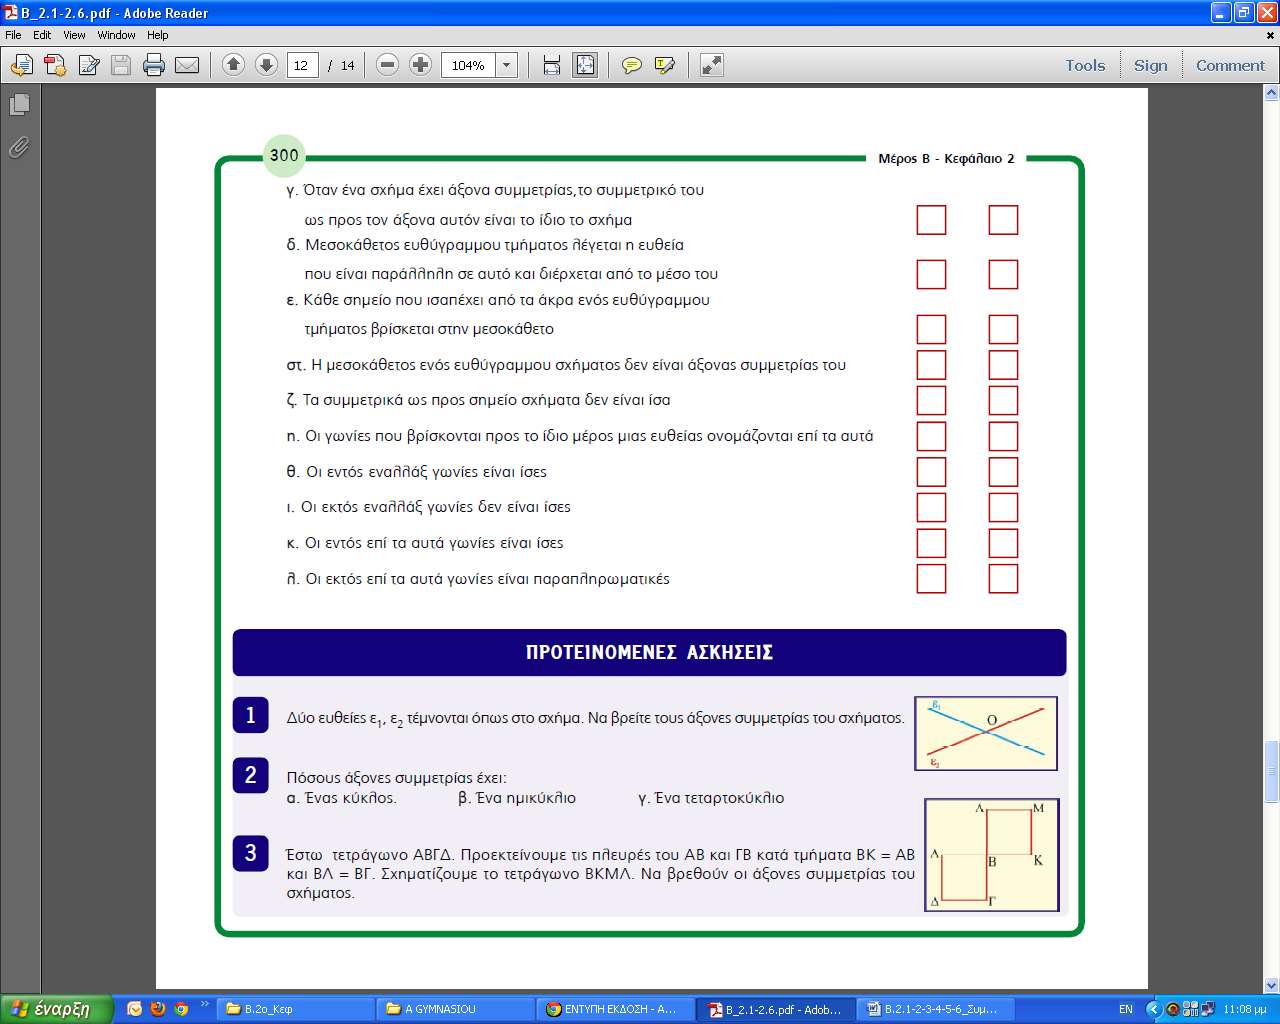 B_2.1-2.6.pdf - Adobe Reader
File Edit View Window Help
12 / 14 104% Tools Sign Comment
300 Μέρος Β - Κεφάλαιο 2
γ. Όταν ένα σχήμα έχει άξονα συμμετρίας,το συμμετρικό του
ως προς τον άξονα αυτόν είναι το ίδιο το σχήμα
δ. Μεσοκάθετος ευθύγραμμου τμήματος λέγεται η ευθεία
που είναι παράλληλη σε αυτό και διέρχεται από το μέσο του
ε. Κάθε σημείο που ισαπέχει από τα άκρα ενός ευθύγραμμου
τμήματος βρίσκεται στην μεσοκάθετο
στ. Η μεσοκάθετος ενός ευθύγραμμου σχήματος δεν είναι άξονας συμμετρίας του
ζ. Τα συμμετρικά ως προς σημείο σχήματα δεν είναι ίσα
η. Οι γωνίες που βρίσκονται προς το ίδιο μέρος μιας ευθείας ονομάζονται επί τα αυτά
θ. Οι εντός εναλλάξ γωνίες είναι ίσες
ι. Οι εκτός εναλλάξ γωνίες δεν είναι ίσες
κ. Οι εντός επί τα αυτά γωνίες είναι ίσες
λ. Οι εκτός επί τα αυτά γωνίες είναι παραπληρωματικές
ΠΡΟΤΕΙΝΟΜΕΝΕΣ ΑΣΚΗΣΕΙΣ
1 Δύο ευθείες ε1, ε2 τέμνονται όπως στο σχήμα. Να βρείτε τους άξονες συμμετρίας του σχήματος.
ε1
Ο
ε2
2 Πόσους άξονες συμμετρίας έχει:
α. Ένας κύκλος. β. Ένα ημικύκλιο γ. Ένα τεταρτοκύκλιο
3 Έστω τετράγωνο ΑΒΓΔ. Προεκτείνουμε τις πλευρές του ΑΒ και ΓΒ κατά τμήματα ΒΚ = ΑΒ
και ΒΛ = ΒΓ. Σχηματίζουμε το τετράγωνο ΒΚΜΛ. Να βρεθούν οι άξονες συμμετρίας του
σχήματος.
Λ Μ
Α Β Κ
Δ Γ
έναρξη B.2ο_Κεφ A GYMNASIOU ΕΝΤΥΠΗ ΕΚΔΟΣΗ - Α... B_2.1-2.6.pdf - Adob... B.2.1-2-3-4-5-6_Συμ... EN 11:08 μμ